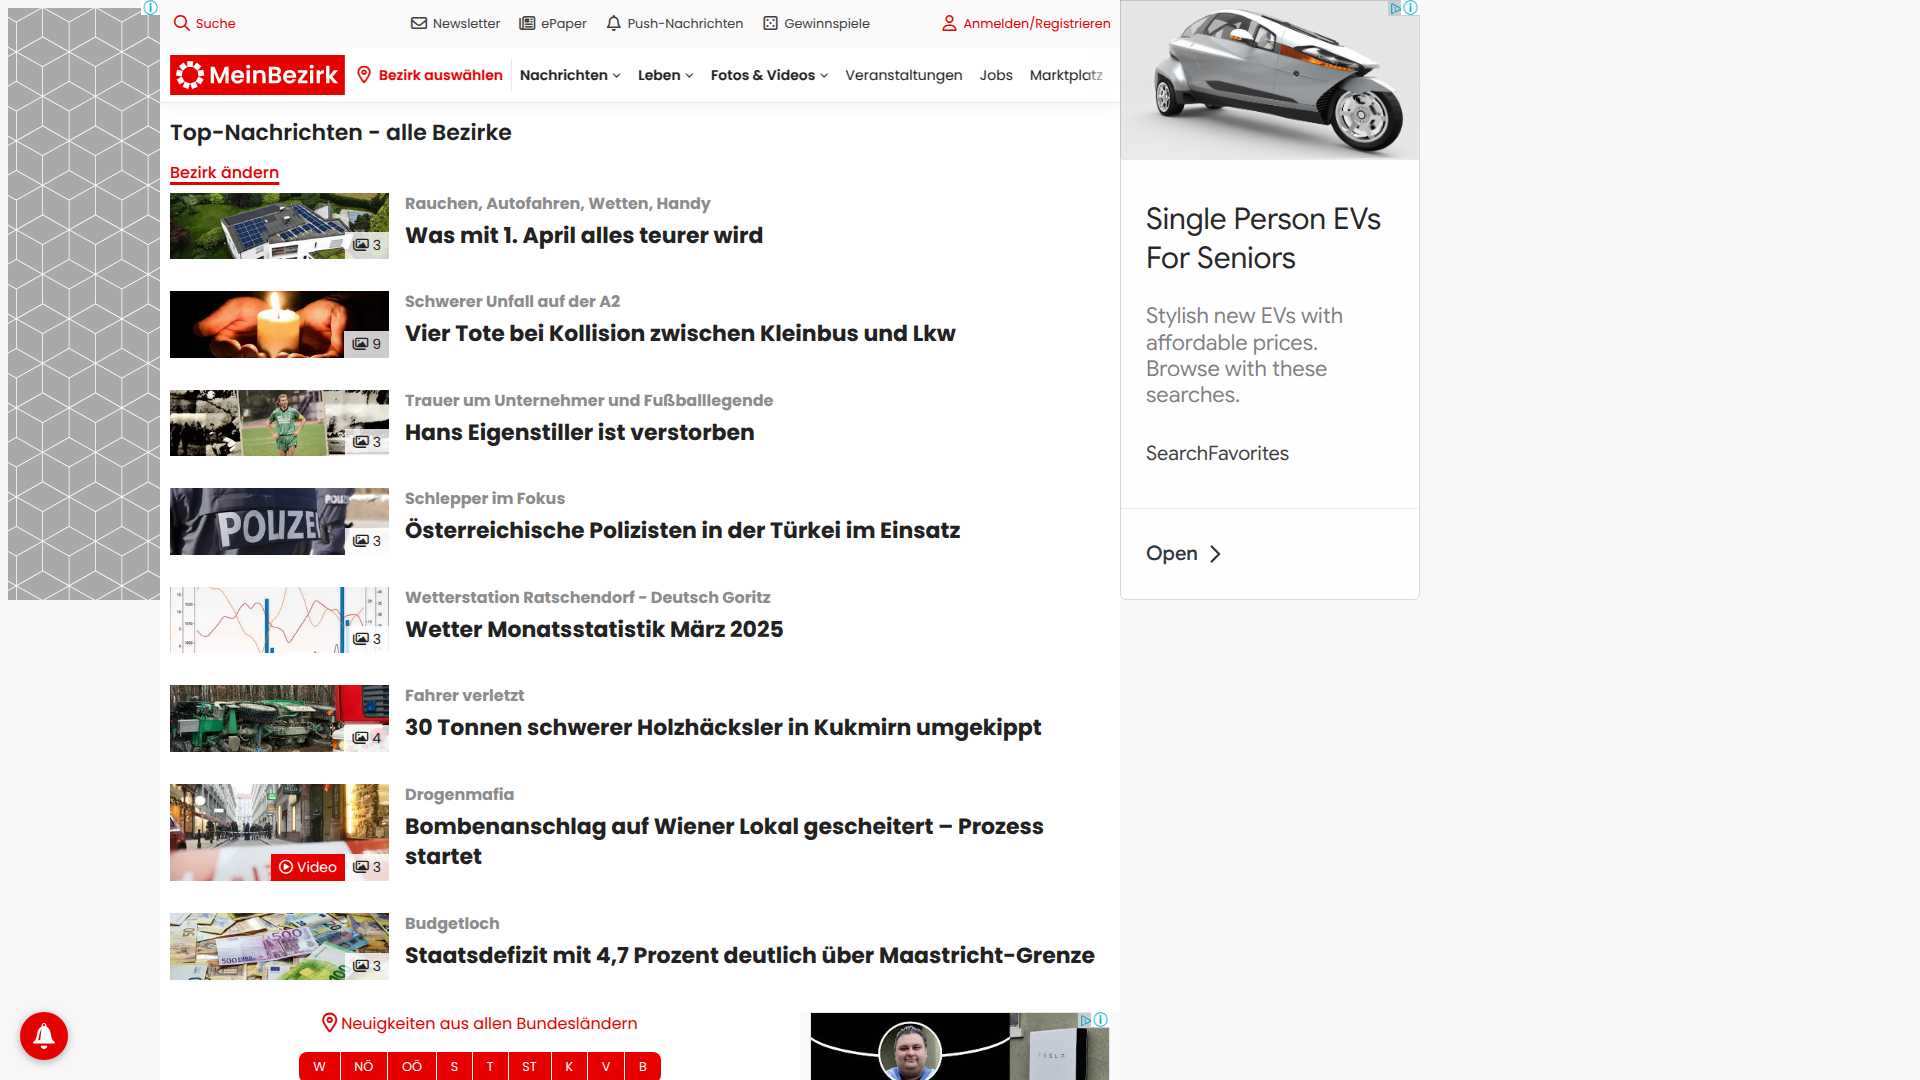 Suche
Newsletter
ePaper
Push-Nachrichten
Gewinnspiele
Anmelden/Registrieren
MeinBezirk
Bezirk auswählen
Nachrichten
Leben
Fotos & Videos
Veranstaltungen
Jobs
Marktplatz
Top-Nachrichten - alle Bezirke
Bezirk ändern
3
Rauchen, Autofahren, Wetten, Handy
Was mit 1. April alles teurer wird
9
Schwerer Unfall auf der A2
Vier Tote bei Kollision zwischen Kleinbus und Lkw
3
Trauer um Unternehmer und Fußballlegende
Hans Eigenstiller ist verstorben
POLIZEI
3
Schlepper im Fokus
Österreichische Polizisten in der Türkei im Einsatz
3
Wetterstation Ratschendorf - Deutsch Goritz
Wetter Monatsstatistik März 2025
4
Fahrer verletzt
30 Tonnen schwerer Holzhäcksler in Kukmirn umgekippt
Video
3
Drogenmafia
Bombenanschlag auf Wiener Lokal gescheitert – Prozess
startet
500
3
Budgetloch
Staatsdefizit mit 4,7 Prozent deutlich über Maastricht-Grenze
Neuigkeiten aus allen Bundesländern
W
NÖ
OÖ
S
T
ST
K
V
B
Single Person EVs
For Seniors
Stylish new EVs with
affordable prices.
Browse with these
searches.
SearchFavorites
Open
TESLA